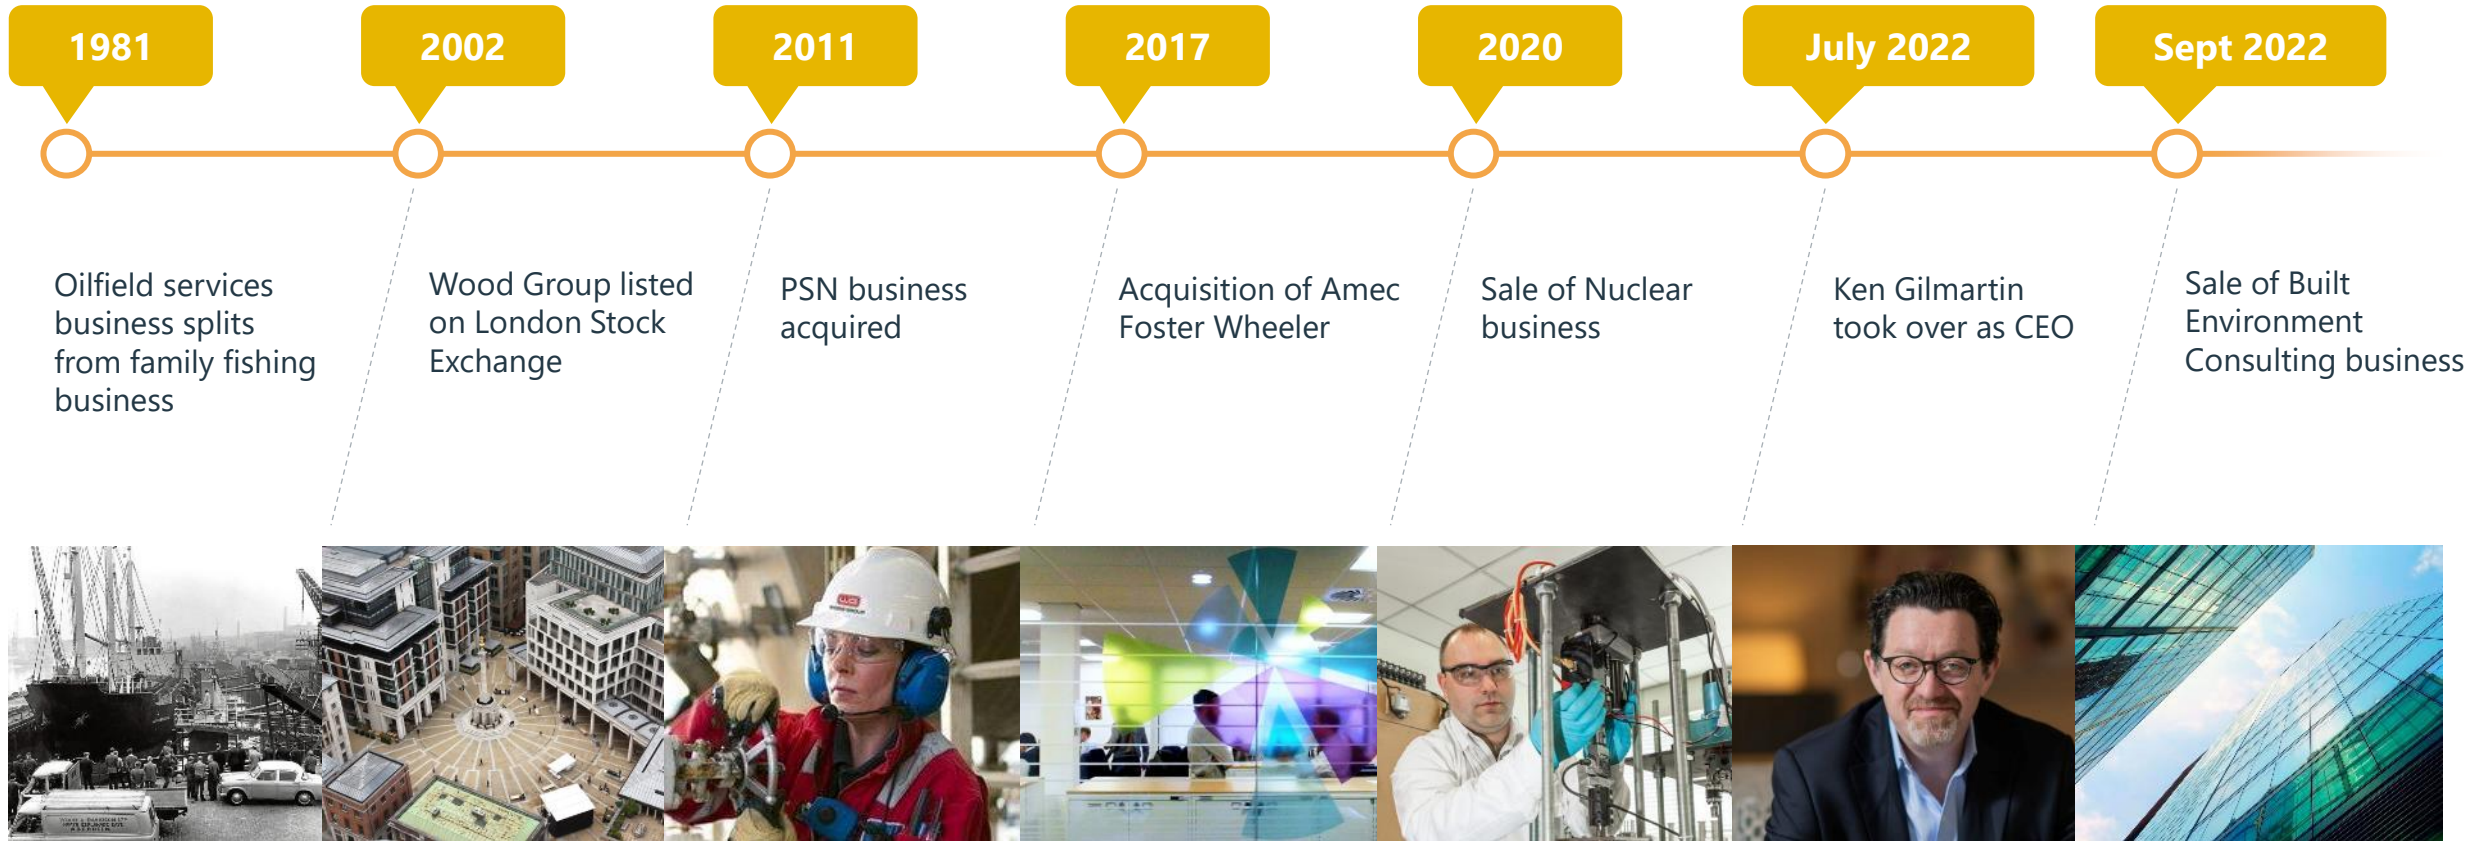 1981
2002
2011
2017
2020
July 2022
Sept 2022
Oilfield services
business splits
from family fishing
business
Wood Group listed
on London Stock
Exchange
PSN business
acquired
Acquisition of Amec
Foster Wheeler
Sale of Nuclear
business
Ken Gilmartin
took over as CEO
Sale of Built
Environment
Consulting business
WOOD GROUP